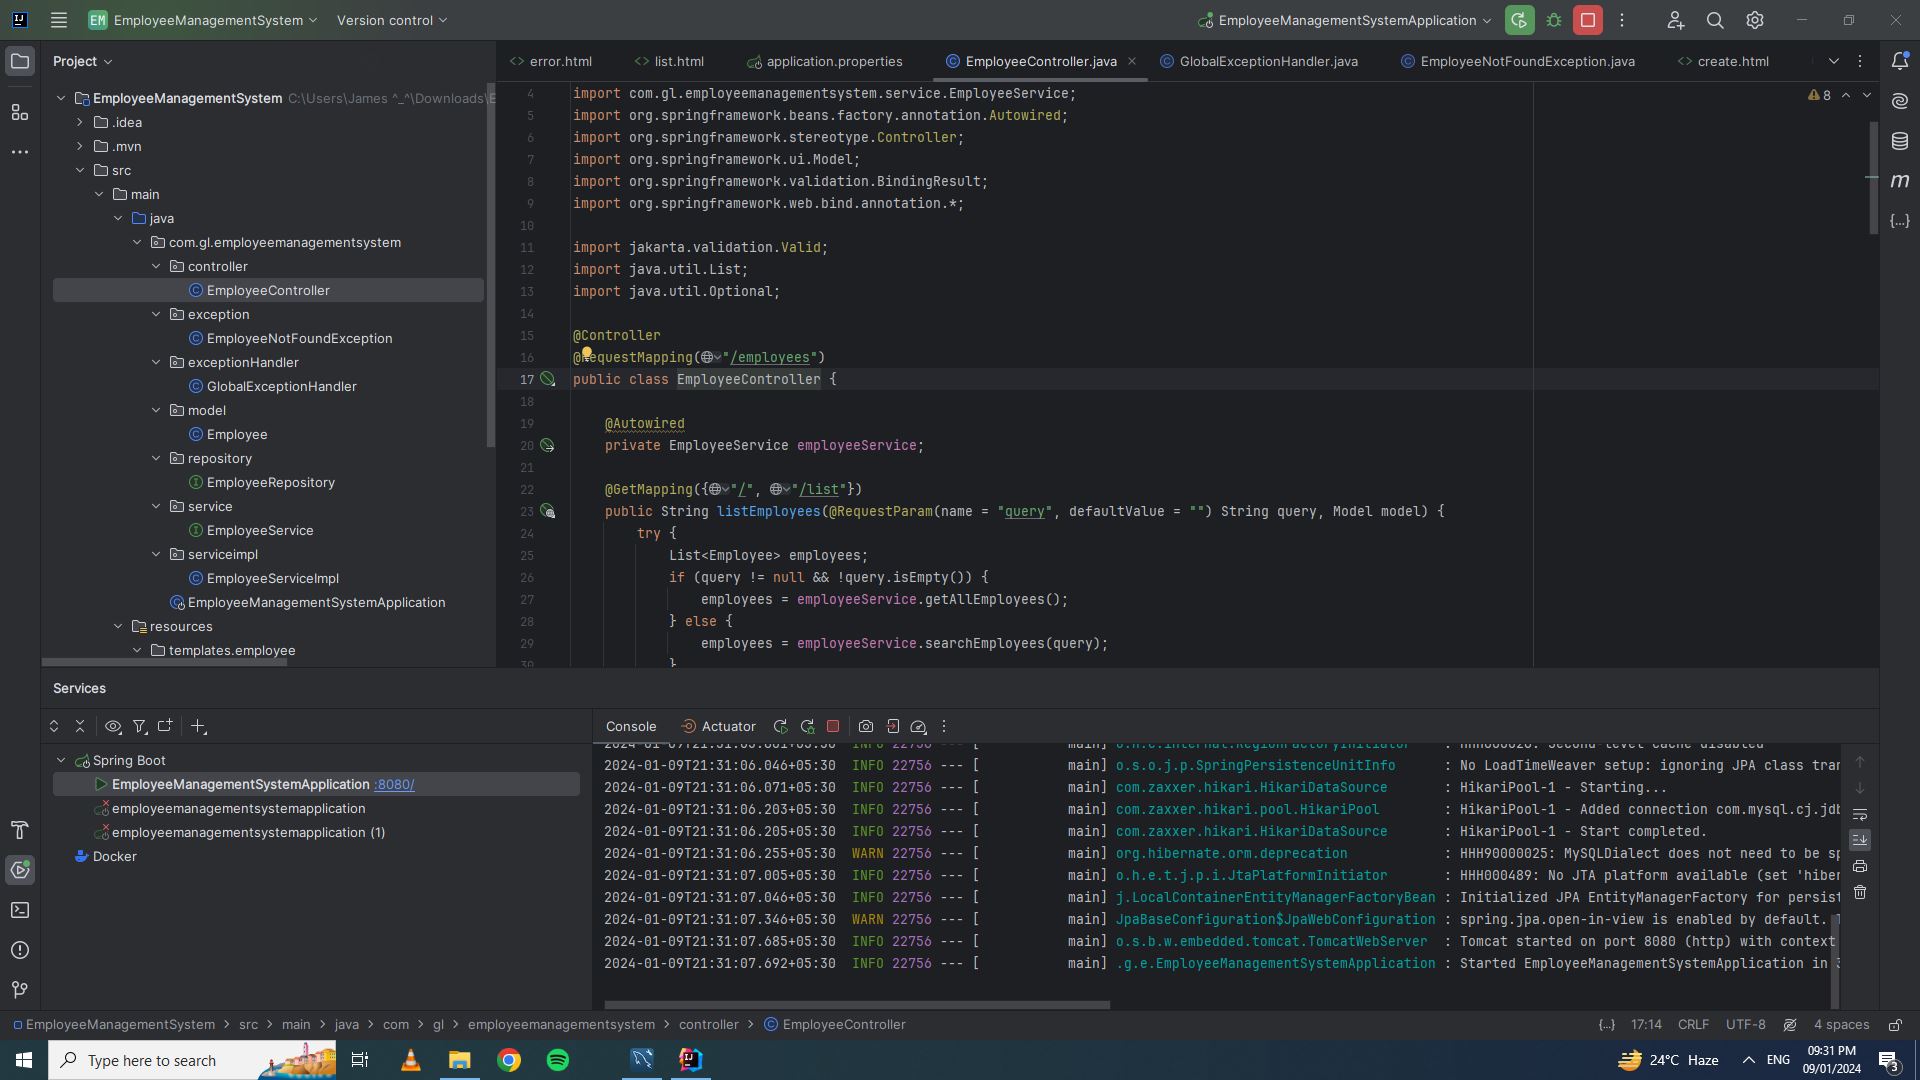 EM EmployeeManagementSystem Version control EmployeeManagementSystemApplication
Project
EmployeeManagementSystem C:\Users\James ^_^\Downloads\E
.idea
.mvn
src
main
java
com.gl.employeemanagementsystem
controller
EmployeeController
exception
EmployeeNotFoundException
exceptionHandler
GlobalExceptionHandler
model
Employee
repository
EmployeeRepository
service
EmployeeService
serviceimpl
EmployeeServiceImpl
EmployeeManagementSystemApplication
resources
templates.employee
error.html list.html application.properties EmployeeController.java GlobalExceptionHandler.java EmployeeNotFoundException.java create.html
8
4 import com.gl.employeemanagementsystem.service.EmployeeService;
5 import org.springframework.beans.factory.annotation.Autowired;
6 import org.springframework.stereotype.Controller;
7 import org.springframework.ui.Model;
8 import org.springframework.validation.BindingResult;
9 import org.springframework.web.bind.annotation.*;
10
11 import jakarta.validation.Valid;
12 import java.util.List;
13 import java.util.Optional;
14
15 @Controller
16 @RequestMapping("/employees")
17 public class EmployeeController {
18
19 @Autowired
20 private EmployeeService employeeService;
21
22 @GetMapping({"/", "/list"})
23 public String listEmployees(@RequestParam(name = "query", defaultValue = "") String query, Model model) {
24 try {
25 List<Employee> employees;
26 if (query != null && !query.isEmpty()) {
27 employees = employeeService.getAllEmployees();
28 } else {
29 employees = employeeService.searchEmployees(query);
30 }
Services
Spring Boot
EmployeeManagementSystemApplication :8080/
employeemanagementsystemapplication
employeemanagementsystemapplication (1)
Docker
Console Actuator
2024-01-09T21:31:06.046+05:30 INFO 22756 --- [ main] o.s.o.j.p.SpringPersistenceUnitInfo : No LoadTimeWeaver setup: ignoring JPA class tran
2024-01-09T21:31:06.071+05:30 INFO 22756 --- [ main] com.zaxxer.hikari.HikariDataSource : HikariPool-1 - Starting...
2024-01-09T21:31:06.203+05:30 INFO 22756 --- [ main] com.zaxxer.hikari.pool.HikariPool : HikariPool-1 - Added connection com.mysql.cj.jdb
2024-01-09T21:31:06.205+05:30 INFO 22756 --- [ main] com.zaxxer.hikari.HikariDataSource : HikariPool-1 - Start completed.
2024-01-09T21:31:06.255+05:30 WARN 22756 --- [ main] org.hibernate.orm.deprecation : HHH90000025: MySQLDialect does not need to be sp
2024-01-09T21:31:07.005+05:30 INFO 22756 --- [ main] o.h.e.t.j.p.i.JtaPlatformInitiator : HHH000489: No JTA platform available (set 'hiber
2024-01-09T21:31:07.046+05:30 INFO 22756 --- [ main] j.LocalContainerEntityManagerFactoryBean : Initialized JPA EntityManagerFactory for persist
2024-01-09T21:31:07.346+05:30 WARN 22756 --- [ main] JpaBaseConfiguration$JpaWebConfiguration : spring.jpa.open-in-view is enabled by default.
2024-01-09T21:31:07.685+05:30 INFO 22756 --- [ main] o.s.b.w.embedded.tomcat.TomcatWebServer : Tomcat started on port 8080 (http) with context
2024-01-09T21:31:07.692+05:30 INFO 22756 --- [ main] .g.e.EmployeeManagementSystemApplication : Started EmployeeManagementSystemApplication in
EmployeeManagementSystem > src > main > java > com > gl > employeemanagementsystem > controller > EmployeeController {...} 17:14 CRLF UTF-8 4 spaces
Type here to search
24°C Haze ENG
09:31 PM
09/01/2024
3